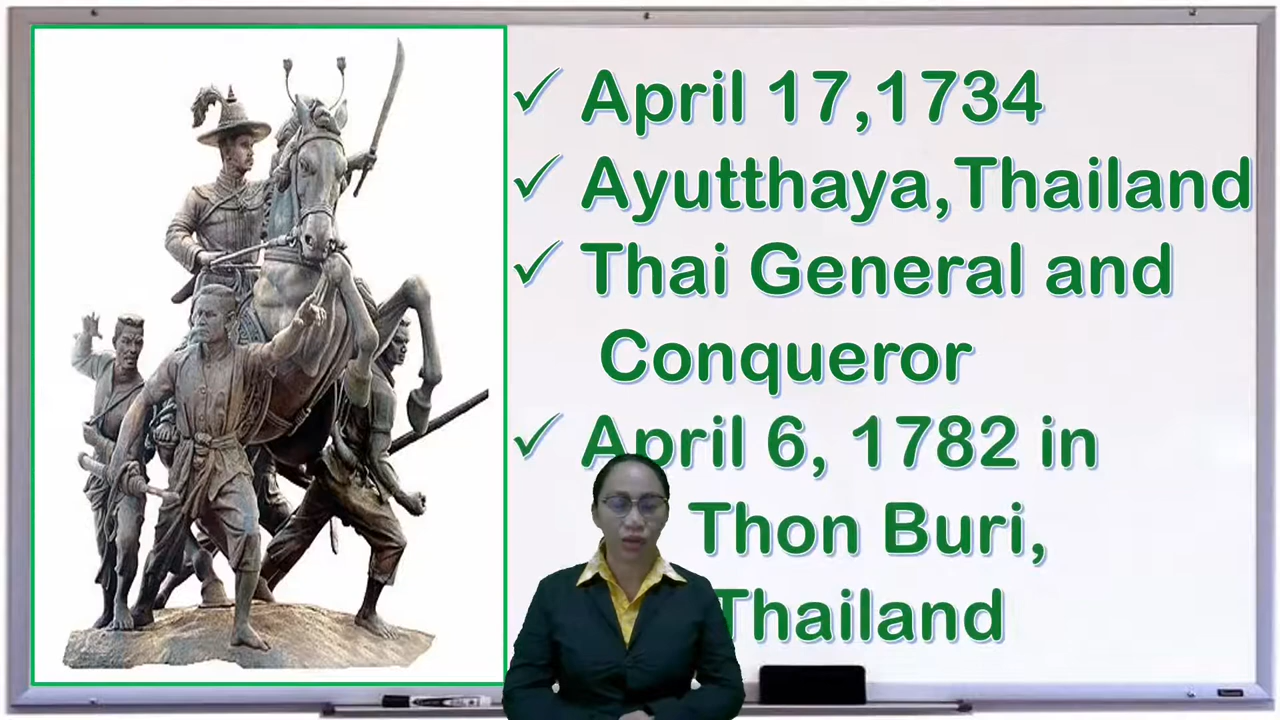 ✓ April 17,1734
✓ Ayutthaya,Thailand
✓ Thai General and
Conqueror
✓ April 6, 1782 in
Thon Buri,
Thailand